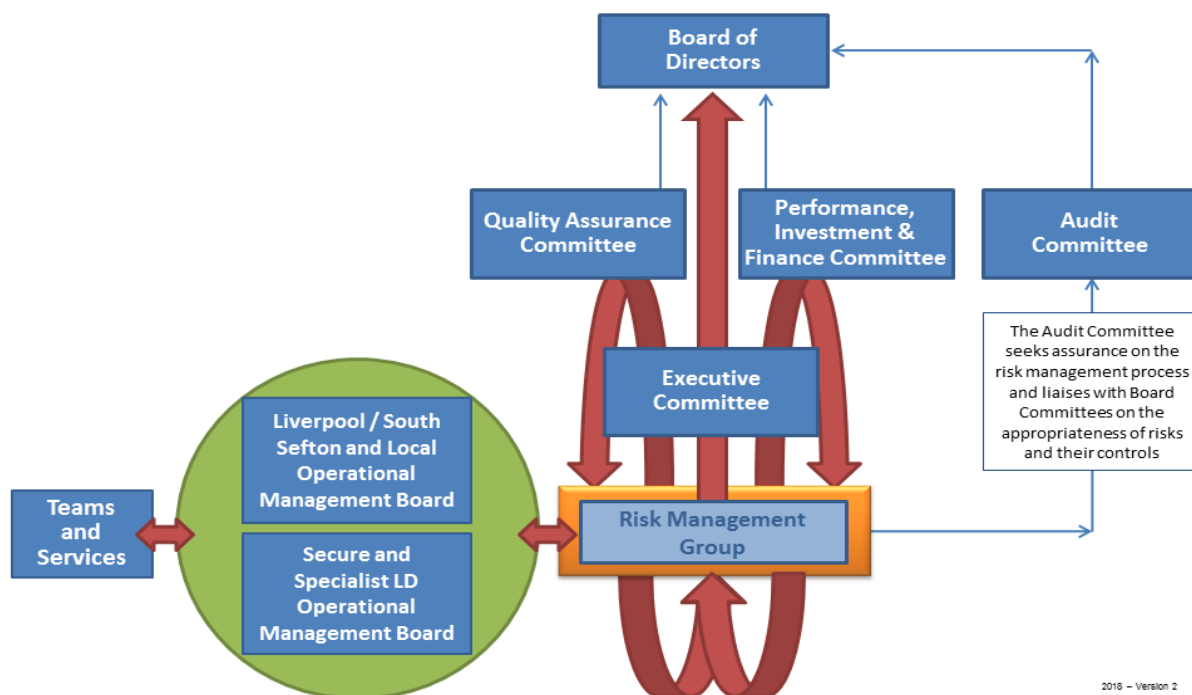 Board of
Directors
Quality Assurance
Committee
Performance,
Investment &
Finance Committee
Audit
Committee
The Audit Committee
seeks assurance on the
risk management process
and liaises with Board
Committees on the
appropriateness of risks
and their controls
Executive
Committee
Liverpool / South
Sefton and Local
Operational
Management Board
Teams
and
Services
Risk Management
Group
Secure and
Specialist LD
Operational
Management Board
2018 – Version 2